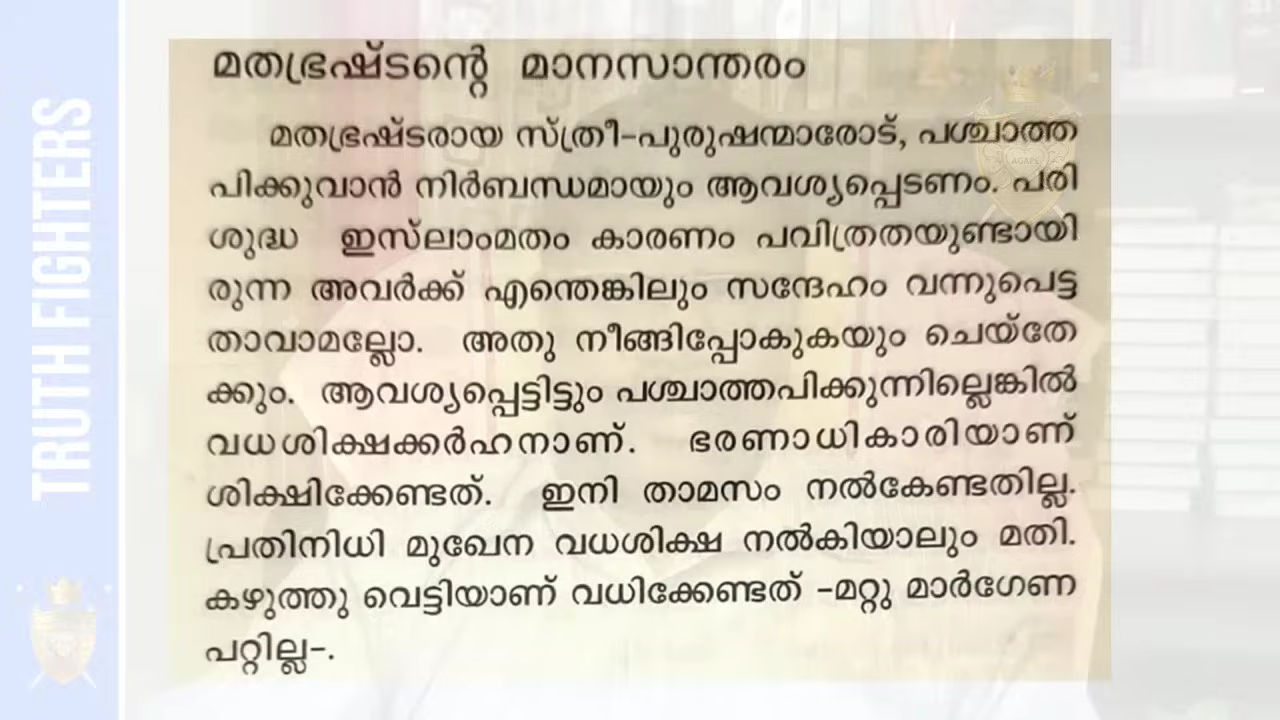 TRUTH FIGHTERS
മതഭ്രഷ്ടന്റെ മാനസാന്തരം
മതഭ്രഷ്ടരായ സ്ത്രീ-പുരുഷന്മാരോട്, പശ്ചാത്ത
പിക്കുവാൻ നിർബന്ധമായും ആവശ്യപ്പെടണം. പരി
ശുദ്ധ ഇസ്ലാംമതം കാരണം പവിത്രതയുണ്ടായി
രുന്ന അവർക്ക് എന്തെങ്കിലും സന്ദേഹം വന്നുപെട്ട
താവാമല്ലോ. അതു നീങ്ങിപ്പോകുകയും ചെയ്തേ
ക്കും. ആവശ്യപ്പെട്ടിട്ടും പശ്ചാത്തപിക്കുന്നില്ലെങ്കിൽ
വധശിക്ഷക്കർഹനാണ്. ഭരണാധികാരിയാണ്
ശിക്ഷിക്കേണ്ടത്. ഇനി താമസം നൽകേണ്ടതില്ല.
പ്രതിനിധി മുഖേന വധശിക്ഷ നൽകിയാലും മതി.
കഴുത്തു വെട്ടിയാണ് വധിക്കേണ്ടത് -മറ്റു മാർഗേണ
പറ്റില്ല-.
AGAPE